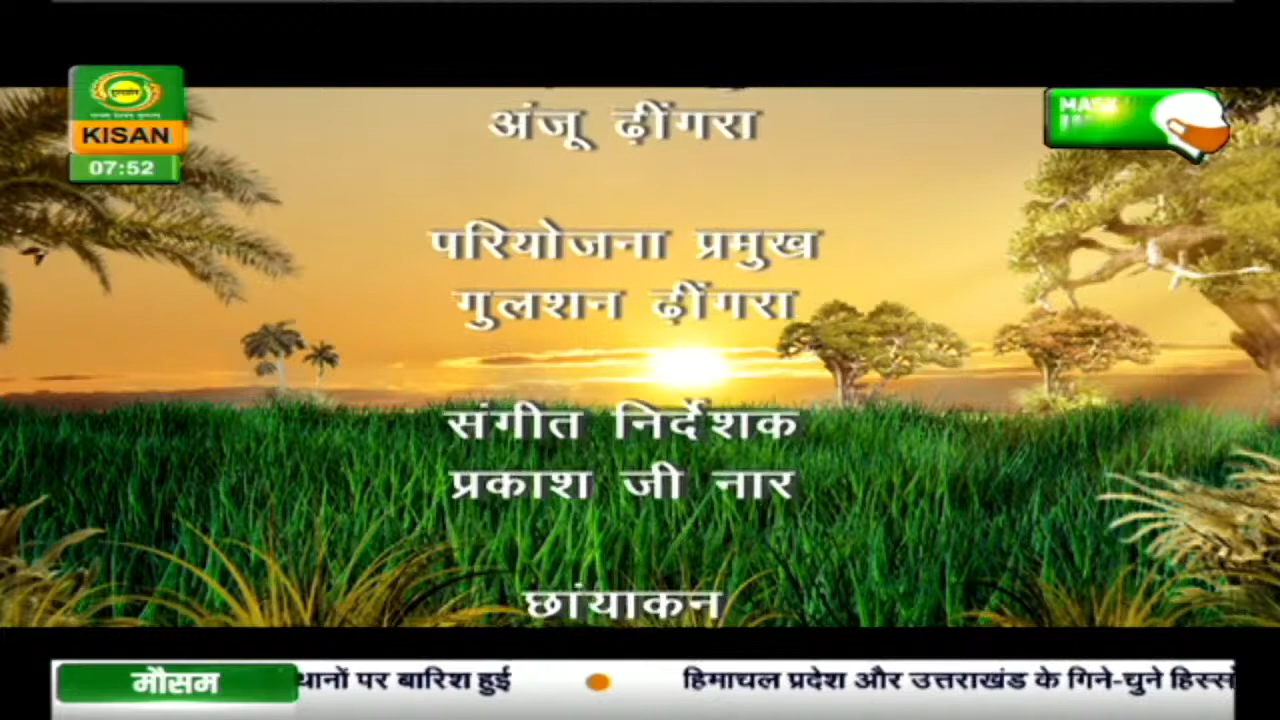 अंजू ढ़ींगरा
KISAN
07:52
MASK
परियोजना प्रमुख
गुलशन ढ़ींगरा
संगीत निर्देशक
प्रकाश जी नार
छांयाकन
मौसम
थानों पर बारिश हुई
हिमाचल प्रदेश और उत्तराखंड के गिने-चुने हिस्सों